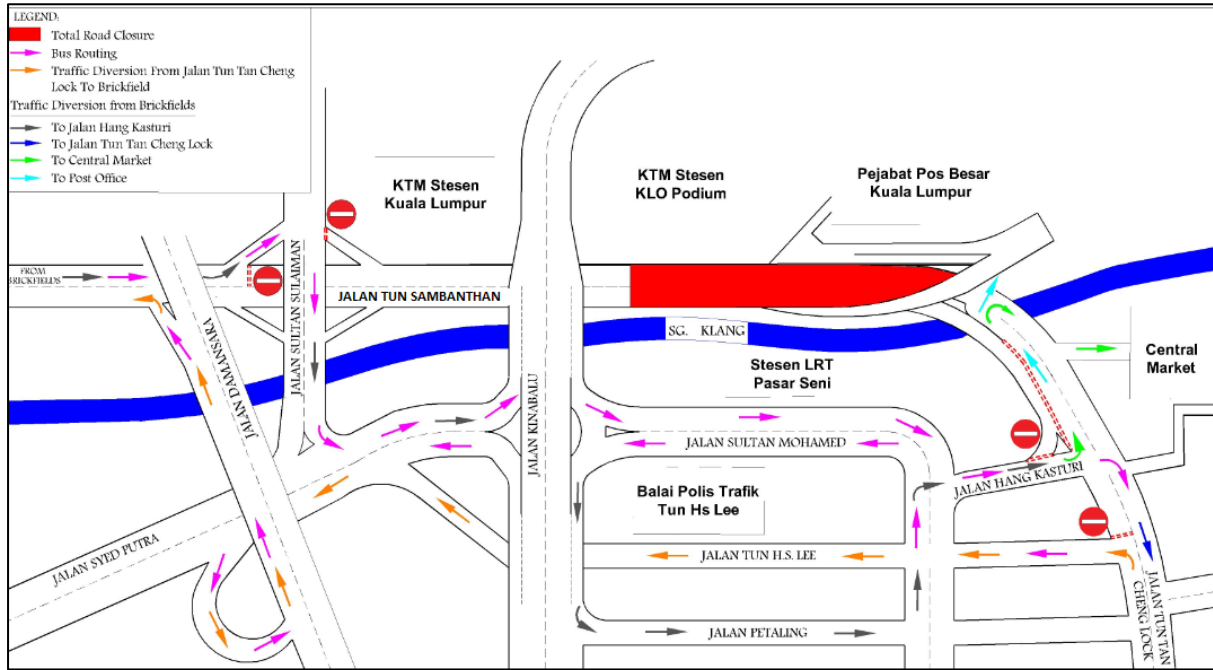 LEGEND:
Total Road Closure
Bus Routing
Traffic Diversion From Jalan Tun Tan Cheng
Lock To Brickfield
Traffic Diversion from Brickfields
To Jalan Hang Kasturi
To Jalan Tun Tan Cheng Lock
To Central Market
To Post Office
KTM Stesen
Kuala Lumpur
KTM Stesen
KLO Podium
Pejabat Pos Besar
Kuala Lumpur
FROM
BRICKFIELDS
JALAN TUN SAMBANTHAN
JALAN SULTAN SULAIMAN
JALAN DAMANSARA
SG. KLANG
Stesen LRT
Pasar Seni
Central
Market
JALAN KINABALU
JALAN SULTAN MOHAMED
JALAN HANG KASTURI
Balai Polis Trafik
Tun Hs Lee
JALAN SYED PUTRA
JALAN TUN H.S. LEE
JALAN PETALING
JALAN TUN TAN
CHENG LOCK